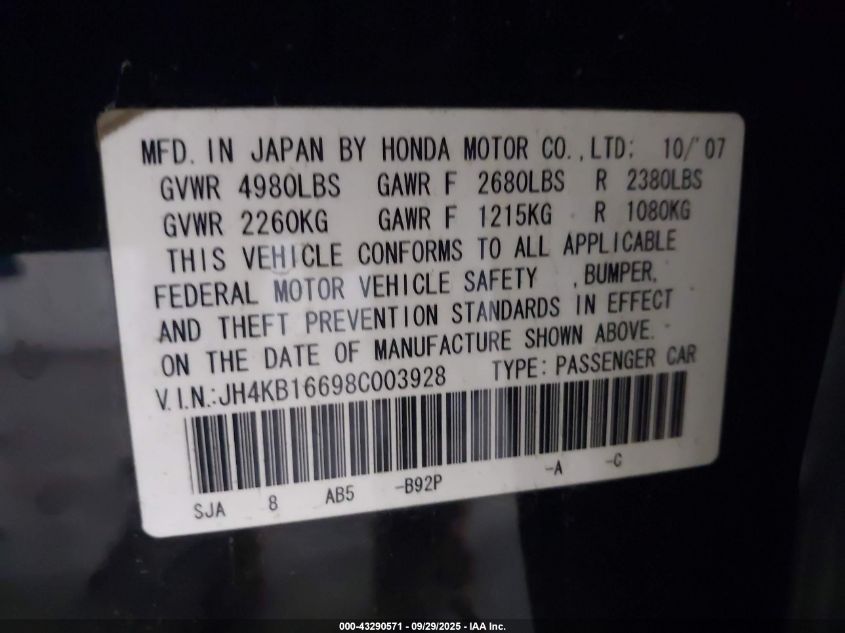 MFD. IN JAPAN BY HONDA MOTOR CO.,LTD: 10/'07
GVWR 4980LBS GAWR F 2680LBS R 2380LBS
GVWR 2260KG GAWR F 1215KG R 1080KG
THIS VEHICLE CONFORMS TO ALL APPLICABLE
FEDERAL MOTOR VEHICLE SAFETY ,BUMPER,
AND THEFT PREVENTION STANDARDS IN EFFECT
ON THE DATE OF MANUFACTURE SHOWN ABOVE.
V.I.N.:JH4KB16698C003928 TYPE: PASSENGER CAR
SJA 8 AB5 -B92P -A -C
000-43290571 - 09/29/2025 - IAA Inc.